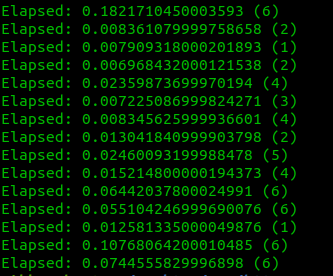 Elapsed: 0.1821710450003593 (6)
Elapsed: 0.008361079999758658 (2)
Elapsed: 0.007909318000201893 (1)
Elapsed: 0.006968432000121538 (2)
Elapsed: 0.02359873699970194 (4)
Elapsed: 0.007225086999824271 (3)
Elapsed: 0.008345625999936601 (4)
Elapsed: 0.013041840999903798 (2)
Elapsed: 0.02460093199988478 (5)
Elapsed: 0.015214800000194373 (4)
Elapsed: 0.06442037800024991 (6)
Elapsed: 0.055104246999690076 (6)
Elapsed: 0.012581335000049876 (1)
Elapsed: 0.10768064200010485 (6)
Elapsed: 0.0744555829996898 (6)